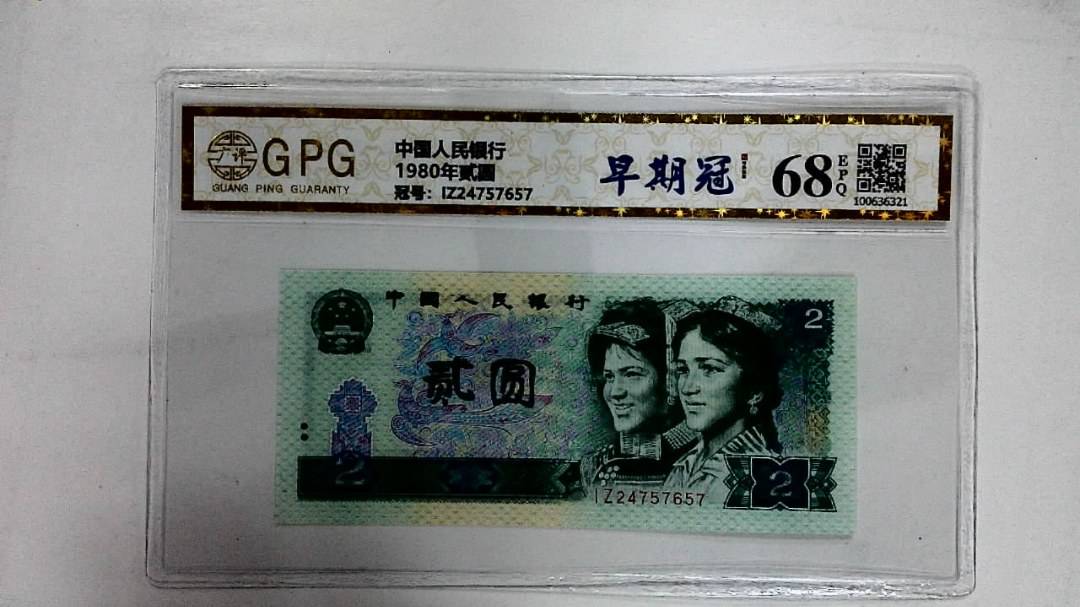 GPG
GUANG PING GUARANTY
中国人民银行
1980年贰圆
冠号: IZ24757657
早期冠
68
EPQ
100636321
中国人民银行
2
贰圆
2
IZ24757657
2